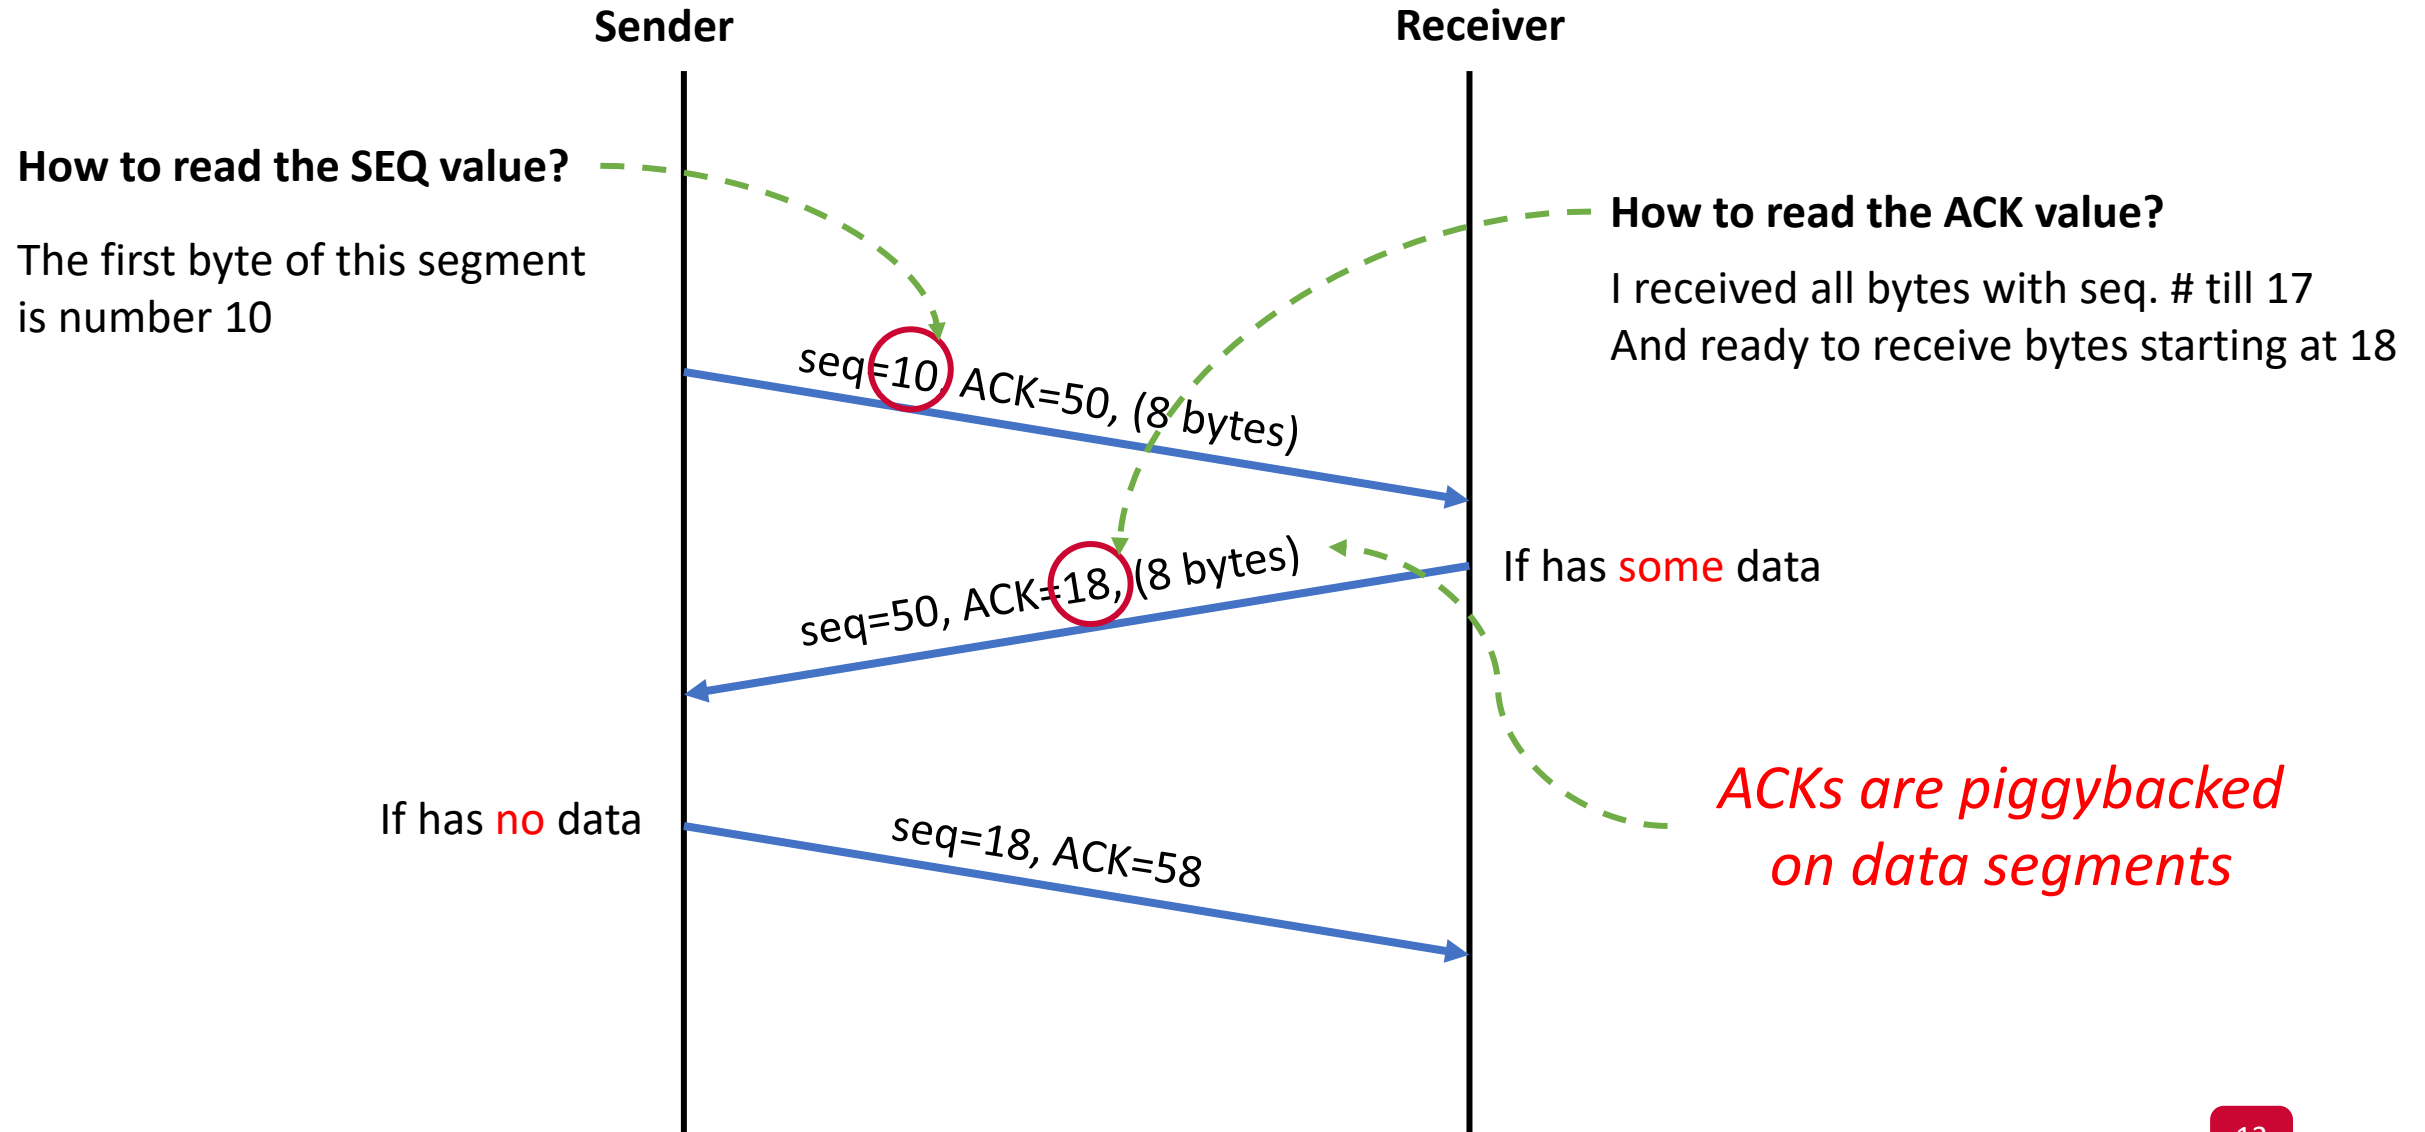 Sender
Receiver
How to read the SEQ value?
The first byte of this segment
is number 10
How to read the ACK value?
I received all bytes with seq. # till 17
And ready to receive bytes starting at 18
seq=10, ACK=50, (8 bytes)
seq=50, ACK=18, (8 bytes)
If has some data
If has no data
seq=18, ACK=58
ACKs are piggybacked
on data segments